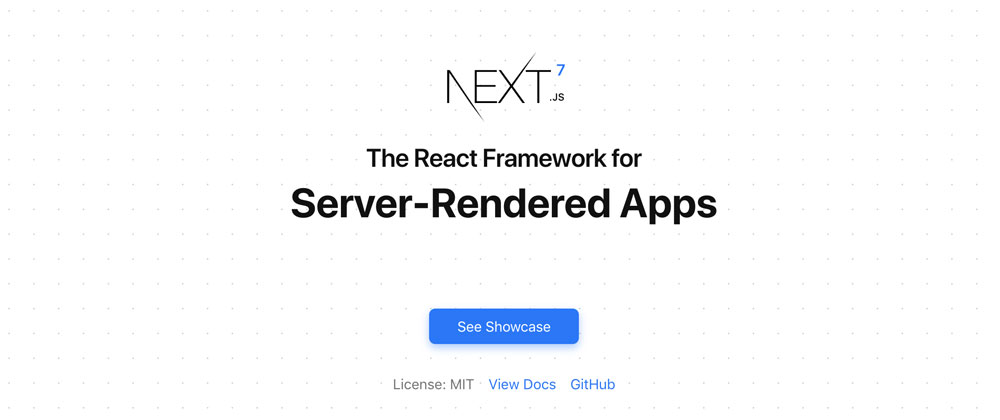 NEXT.JS 7
The React Framework for
Server-Rendered Apps
See Showcase
License: MIT View Docs GitHub